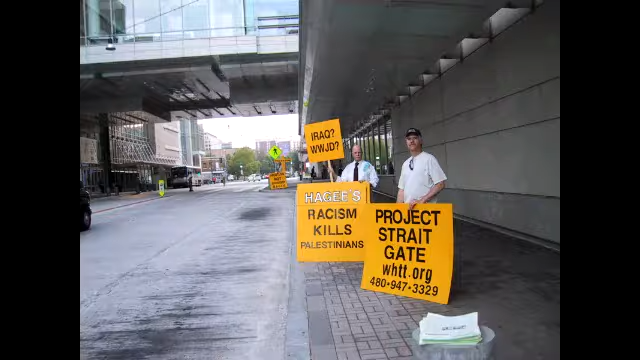 IRAQ?
WWJD?
HAGEE'S
RACISM
KILLS
PALESTINIANS
PROJECT
STRAIT
GATE
whtt.org
480•947•3329